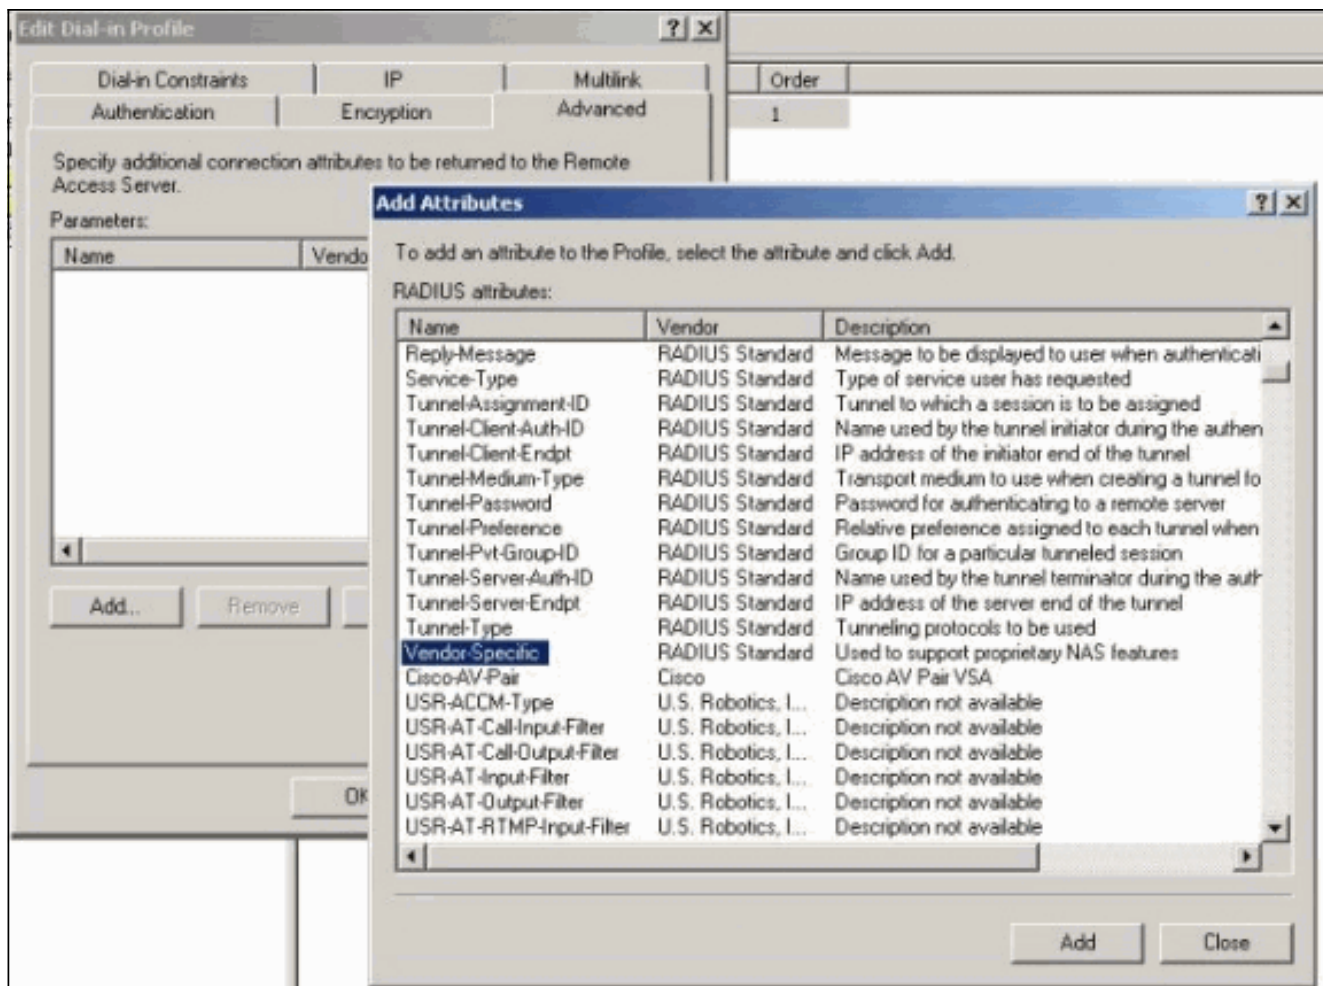 Edit Dial-in Profile
Dial-in Constraints IP Multilink
Authentication Encryption Advanced
Order
1
Specify additional connection attributes to be returned to the Remote
Access Server.
Parameters:
Name Vendo
Add... Remove
OK
Add Attributes
To add an attribute to the Profile, select the attribute and click Add.
RADIUS attributes:
Name Vendor Description
Reply-Message RADIUS Standard Message to be displayed to user when authenticati
Service-Type RADIUS Standard Type of service user has requested
Tunnel-Assignment-ID RADIUS Standard Tunnel to which a session is to be assigned
Tunnel-Client-Auth-ID RADIUS Standard Name used by the tunnel initiator during the authen
Tunnel-Client-Endpt RADIUS Standard IP address of the initiator end of the tunnel
Tunnel-Medium-Type RADIUS Standard Transport medium to use when creating a tunnel fo
Tunnel-Password RADIUS Standard Password for authenticating to a remote server
Tunnel-Preference RADIUS Standard Relative preference assigned to each tunnel when
Tunnel-Pvt-Group-ID RADIUS Standard Group ID for a particular tunneled session
Tunnel-Server-Auth-ID RADIUS Standard Name used by the tunnel terminator during the auth
Tunnel-Server-Endpt RADIUS Standard IP address of the server end of the tunnel
Tunnel-Type RADIUS Standard Tunneling protocols to be used
Vendor-Specific RADIUS Standard Used to support proprietary NAS features
Cisco-AV-Pair Cisco Cisco AV Pair VSA
USR-ACCM-Type U.S. Robotics, I... Description not available
USR-AT-Call-Input-Filter U.S. Robotics, I... Description not available
USR-AT-Call-Output-Filter U.S. Robotics, I... Description not available
USR-AT-Input-Filter U.S. Robotics, I... Description not available
USR-AT-Output-Filter U.S. Robotics, I... Description not available
USR-AT-RTMP-Input-Filter U.S. Robotics, I... Description not available
Add Close